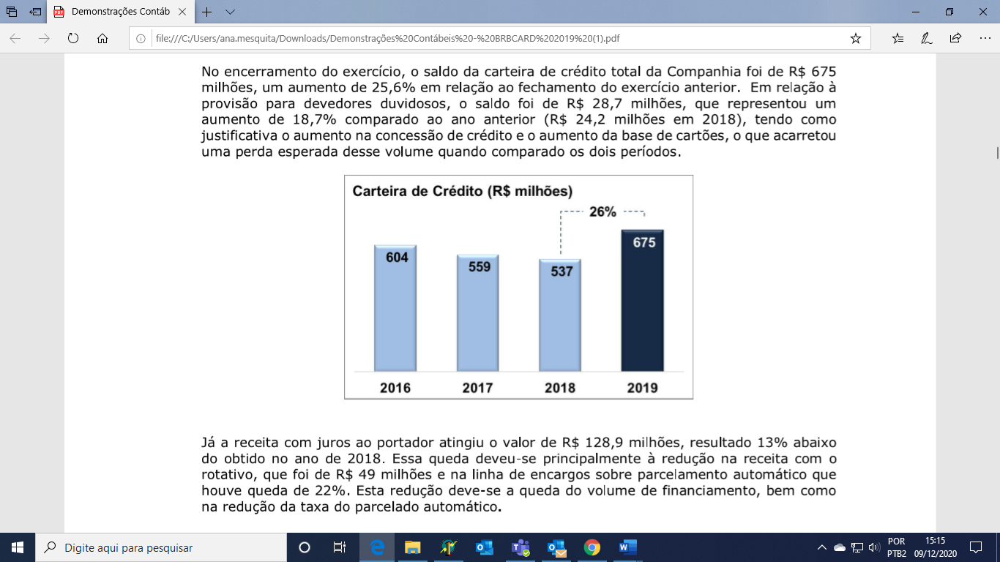 Demonstrações Contáb
file:///C:/Users/ana.mesquita/Downloads/Demonstrações%20Contábeis%20-%20BRBCARD%202019%20(1).pdf
No encerramento do exercício, o saldo da carteira de crédito total da Companhia foi de R$ 675
milhões, um aumento de 25,6% em relação ao fechamento do exercício anterior. Em relação à
provisão para devedores duvidosos, o saldo foi de R$ 28,7 milhões, que representou um
aumento de 18,7% comparado ao ano anterior (R$ 24,2 milhões em 2018), tendo como
justificativa o aumento na concessão de crédito e o aumento da base de cartões, o que acarretou
uma perda esperada desse volume quando comparado os dois períodos.
Carteira de Crédito (R$ milhões)
26%
604
559
537
675
2016 2017 2018 2019
Já a receita com juros ao portador atingiu o valor de R$ 128,9 milhões, resultado 13% abaixo
do obtido no ano de 2018. Essa queda deveu-se principalmente à redução na receita com o
rotativo, que foi de R$ 49 milhões e na linha de encargos sobre parcelamento automático que
houve queda de 22%. Esta redução deve-se a queda do volume de financiamento, bem como
na redução da taxa do parcelado automático.
Digite aqui para pesquisar
POR
PTB2
15:15
09/12/2020